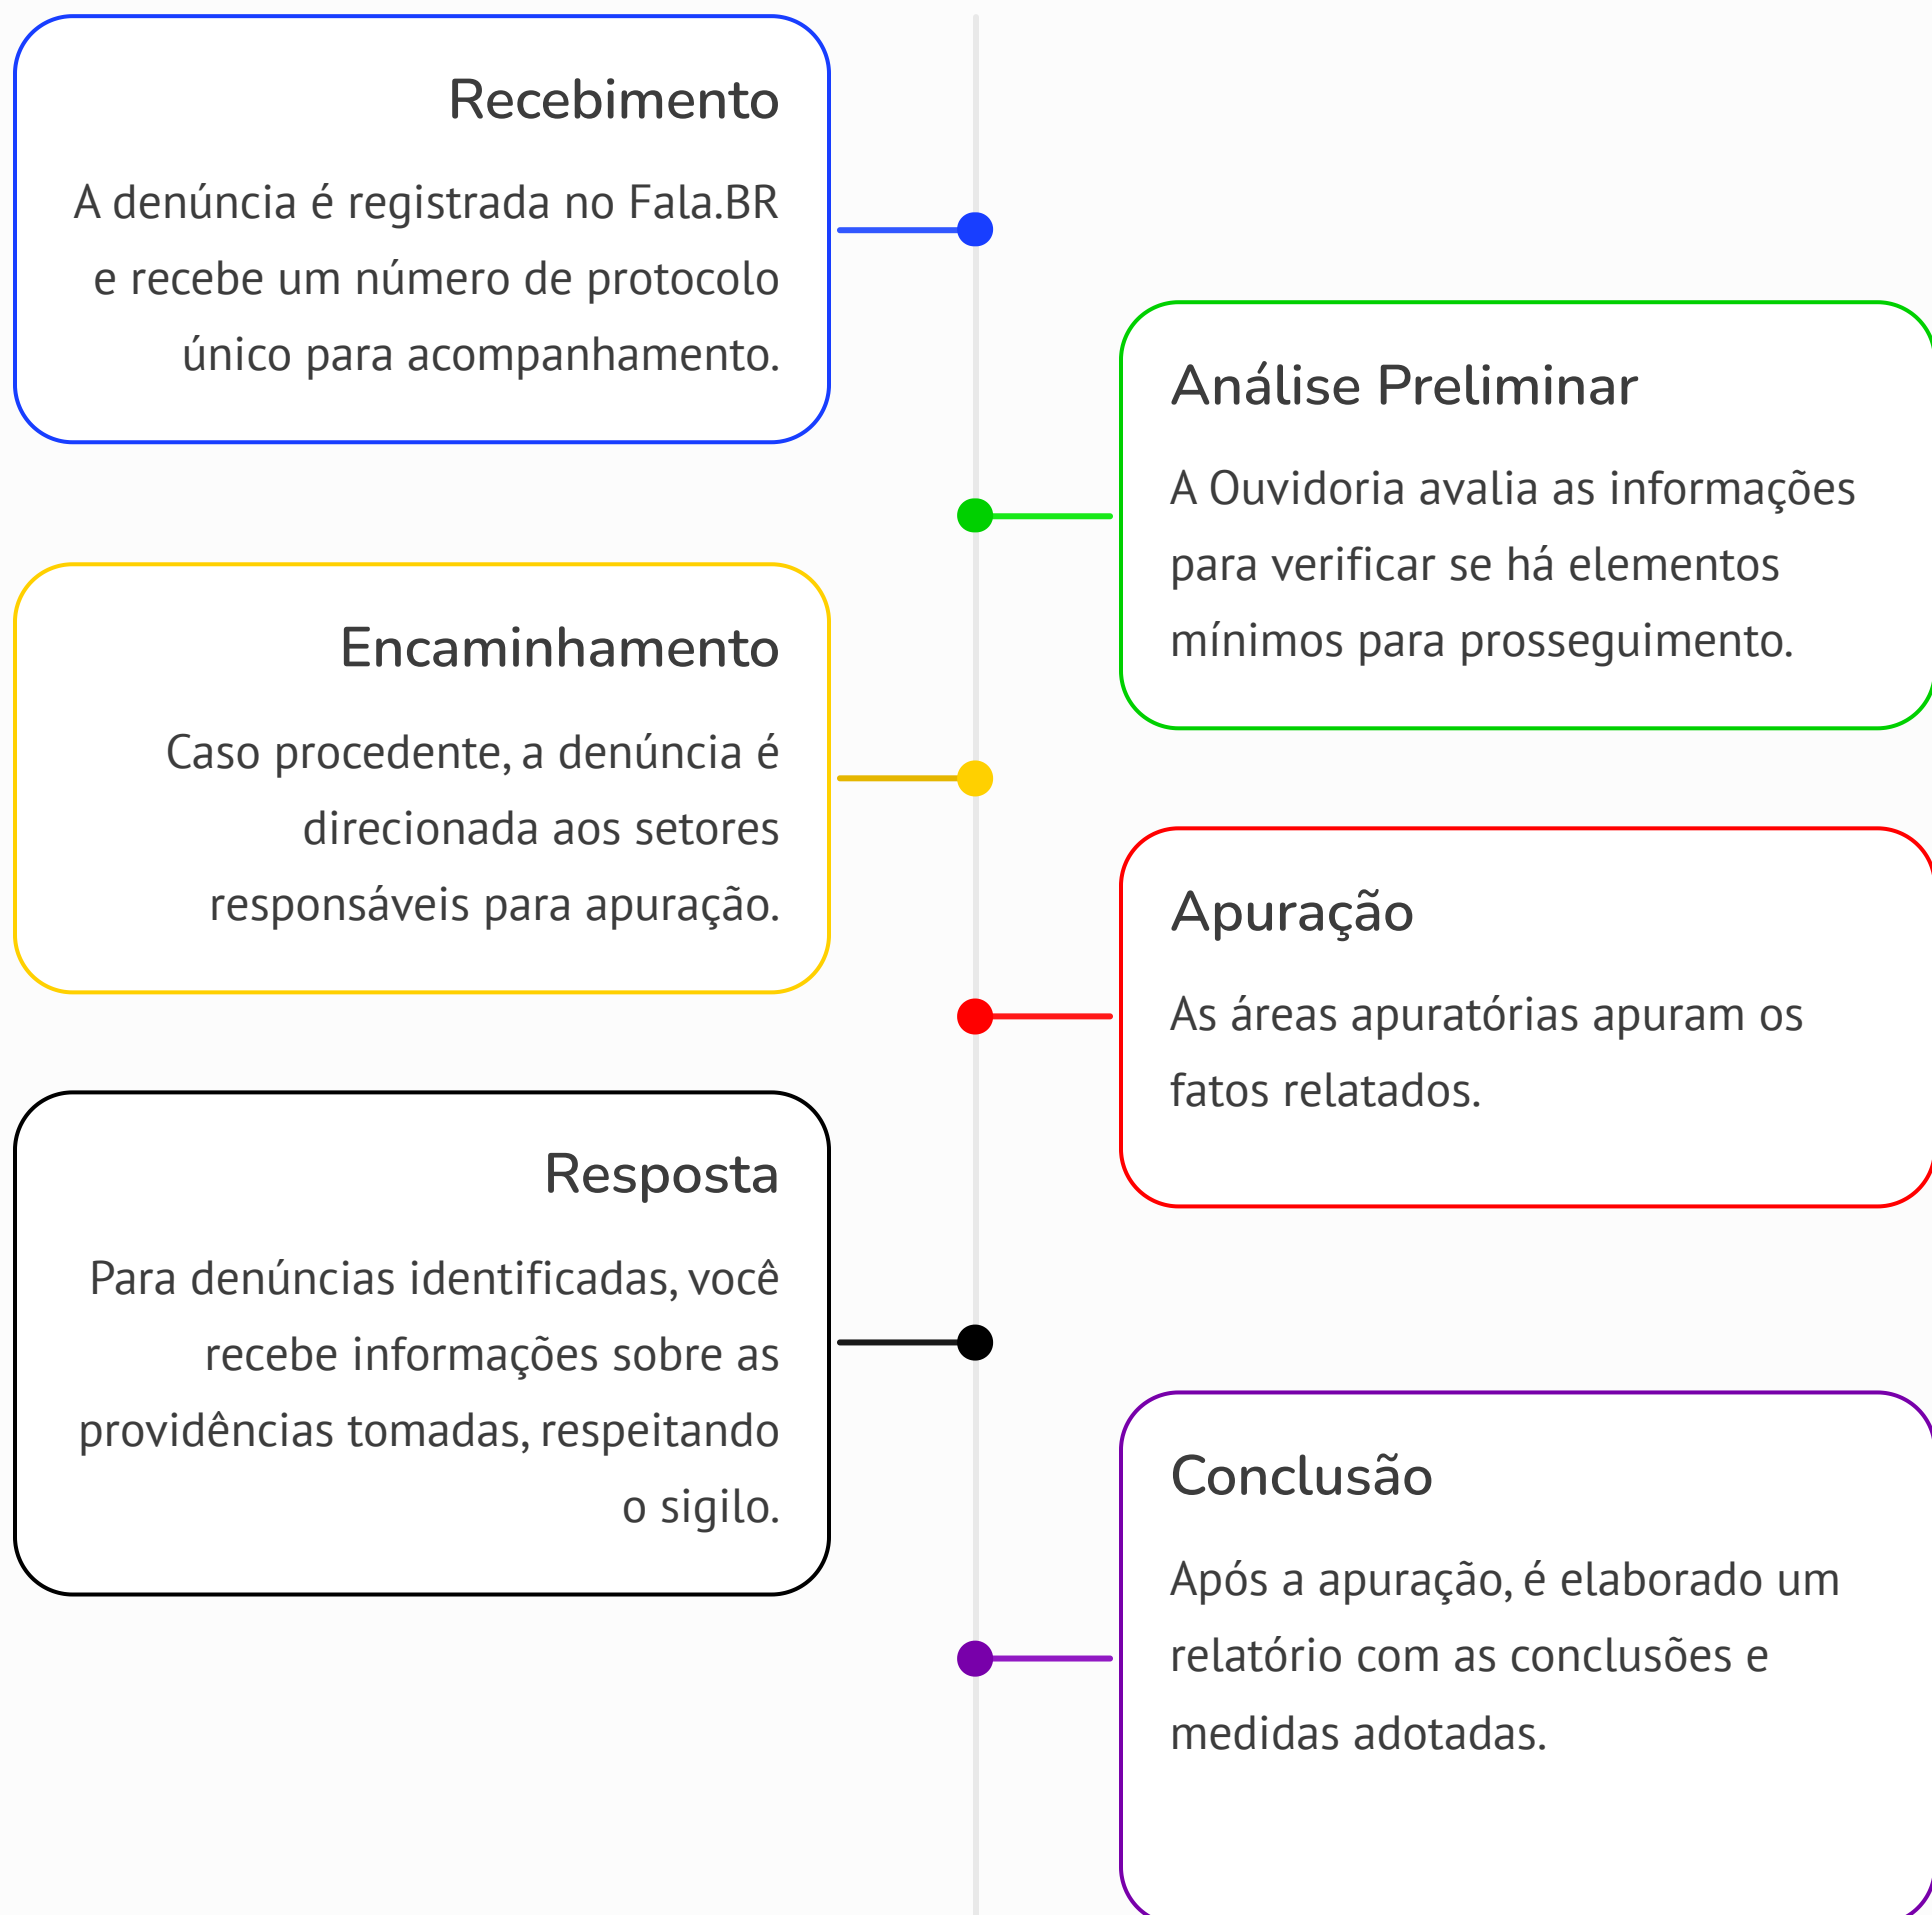 Recebimento
A denúncia é registrada no Fala.BR
e recebe um número de protocolo
único para acompanhamento.
Análise Preliminar
A Ouvidoria avalia as informações
para verificar se há elementos
mínimos para prosseguimento.
Encaminhamento
Caso procedente, a denúncia é
direcionada aos setores
responsáveis para apuração.
Apuração
As áreas apuratórias apuram os
fatos relatados.
Resposta
Para denúncias identificadas, você
recebe informações sobre as
providências tomadas, respeitando
o sigilo.
Conclusão
Após a apuração, é elaborado um
relatório com as conclusões e
medidas adotadas.